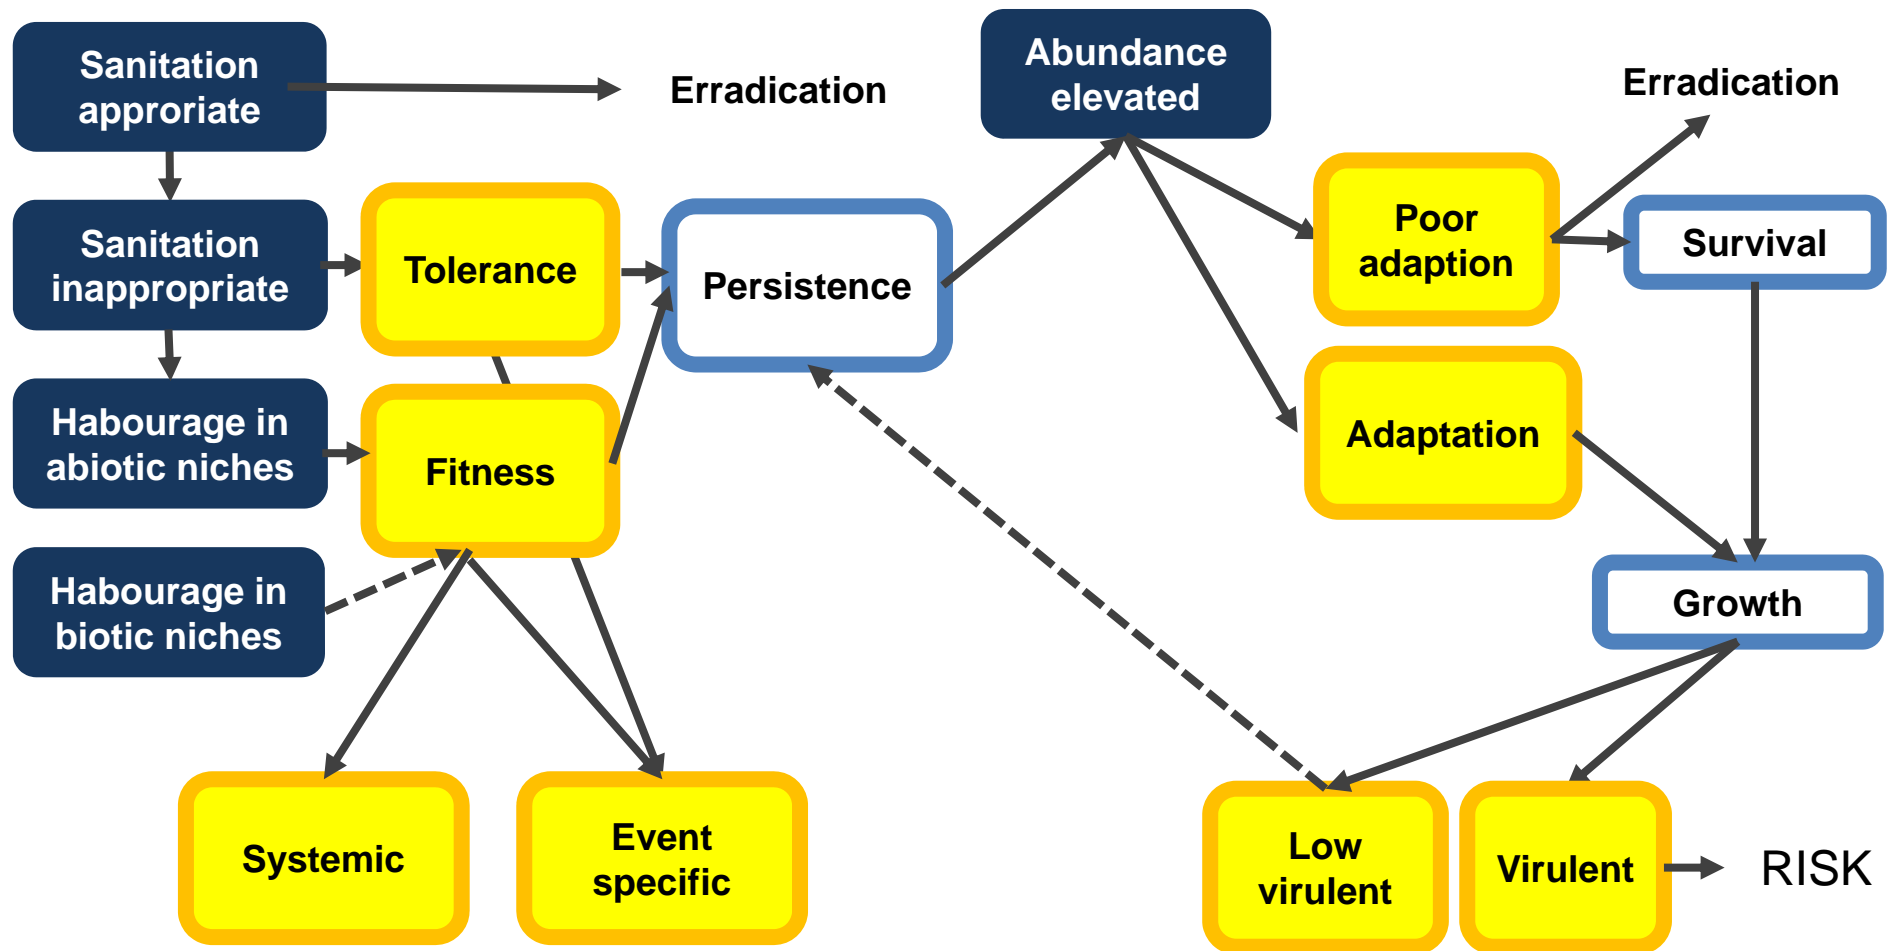 Sanitation
approriate
Erradication
Abundance
elevated
Erradication
Sanitation
inappropriate
Tolerance
Persistence
Poor
adaption
Survival
Habourage in
abiotic niches
Fitness
Adaptation
Habourage in
biotic niches
Growth
Systemic
Event
specific
Low
virulent
Virulent
RISK